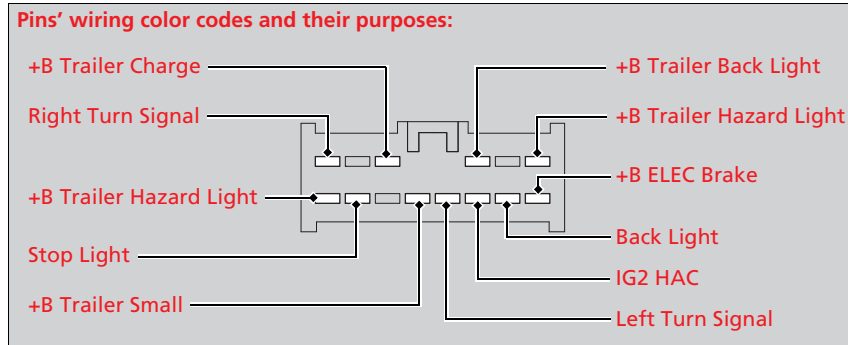 Pins' wiring color codes and their purposes:
+B Trailer Charge
Right Turn Signal
+B Trailer Hazard Light
Stop Light
+B Trailer Small
+B Trailer Back Light
+B Trailer Hazard Light
+B ELEC Brake
Back Light
IG2 HAC
Left Turn Signal